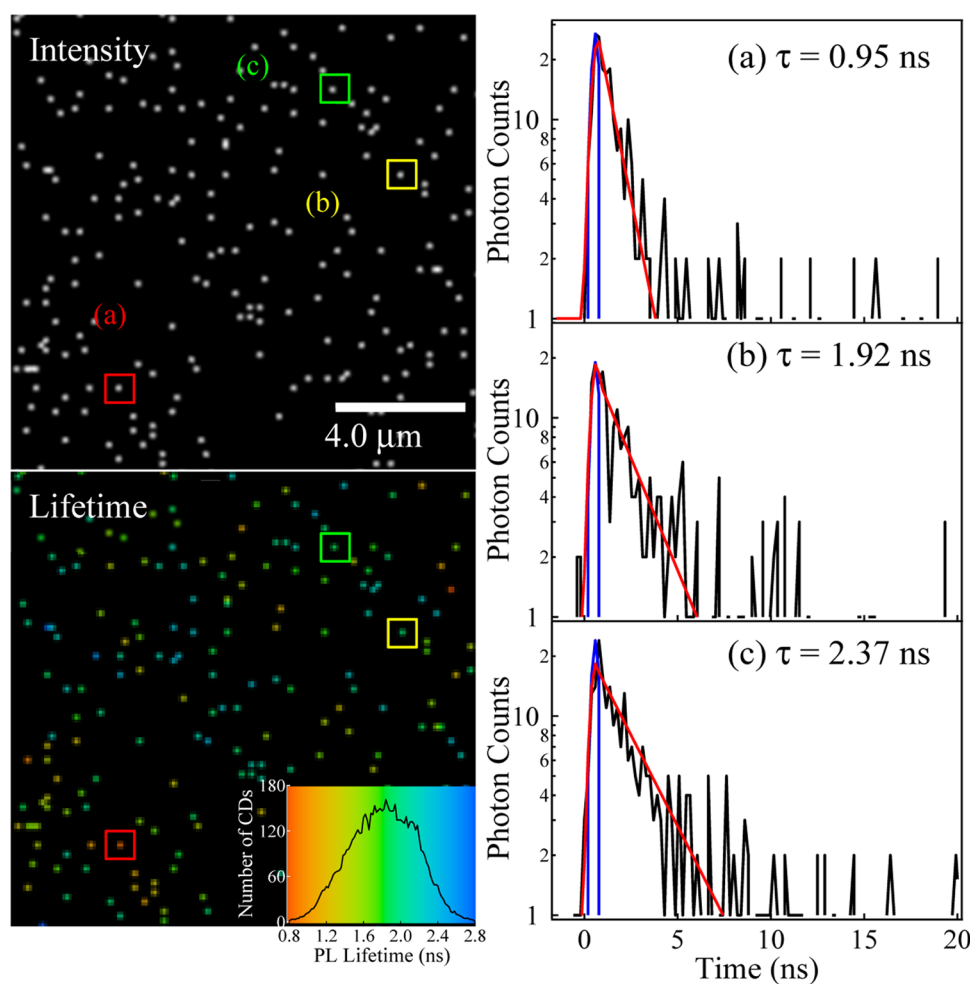 Intensity
(c)
(b)
(a)
4.0 µm
Lifetime
180
120
60
0
Number of CDs
0.8 1.2 1.6 2.0 2.4 2.8
PL Lifetime (ns)
(a) τ = 0.95 ns
2
10
8
6
4
2
1
Photon Counts
(b) τ = 1.92 ns
2
10
8
6
4
2
1
Photon Counts
(c) τ = 2.37 ns
2
10
8
6
4
2
1
Photon Counts
0 5 10 15 20
Time (ns)